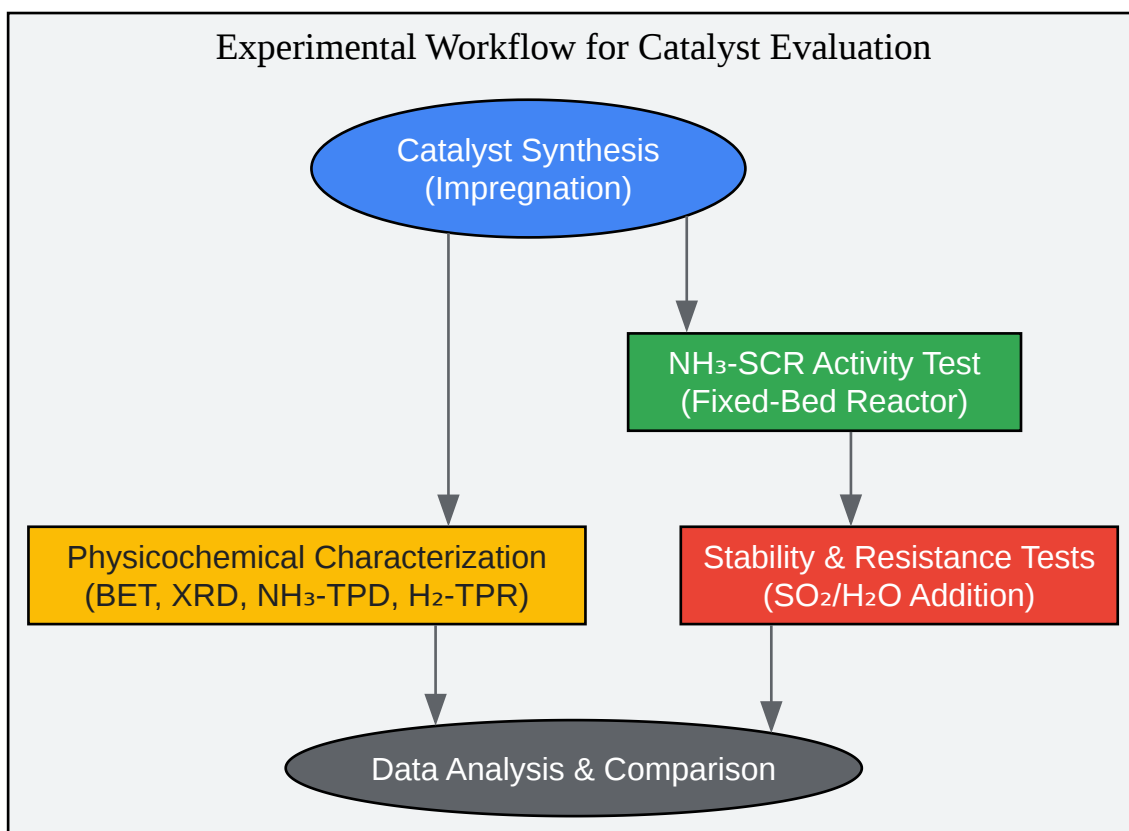 Experimental Workflow for Catalyst Evaluation
Catalyst Synthesis
(Impregnation)
NH₃-SCR Activity Test
(Fixed-Bed Reactor)
Physicochemical Characterization
(BET, XRD, NH₃-TPD, H₂-TPR)
Stability & Resistance Tests
(SO₂/H₂O Addition)
Data Analysis & Comparison